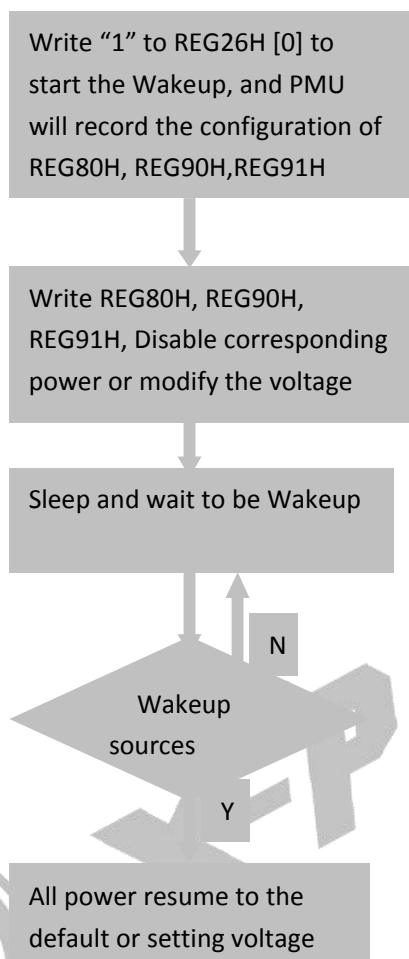 Write “1” to REG26H [0] to
start the Wakeup, and PMU
will record the configuration of
REG80H, REG90H,REG91H
Write REG80H, REG90H,
REG91H, Disable corresponding
power or modify the voltage
Sleep and wait to be Wakeup
N
Wakeup
sources
Y
All power resume to the
default or setting voltage